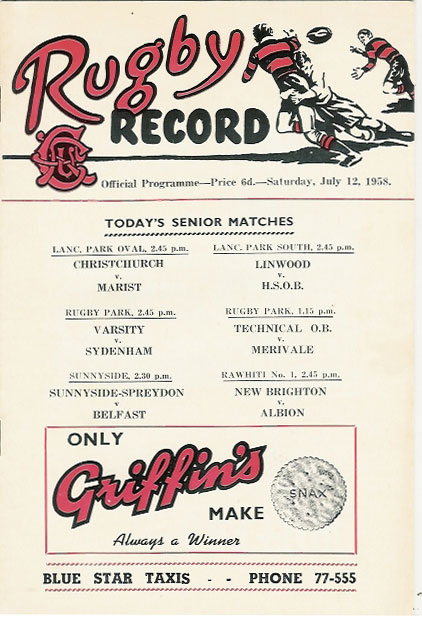 Rugby
RECORD
Official Programme—Price 6d.—Saturday, July 12, 1958.
TODAY'S SENIOR MATCHES
LANC. PARK OVAL, 2.45 p.m.
CHRISTCHURCH
v.
MARIST
LANC. PARK SOUTH, 2.45 p.m.
LINWOOD
v.
H.S.O.B.
RUGBY PARK, 2.45 p.m.
VARSITY
v.
SYDENHAM
RUGBY PARK, 1.15 p.m.
TECHNICAL O.B.
v.
MERIVALE
SUNNYSIDE, 2.30 p.m.
SUNNYSIDE-SPREYDON
v
BELFAST
RAWHITI No. 1, 2.45 p.m.
NEW BRIGHTON
v.
ALBION
ONLY
Griffin's
MAKE
SNAX
Always a Winner
BLUE STAR TAXIS - - PHONE 77-555